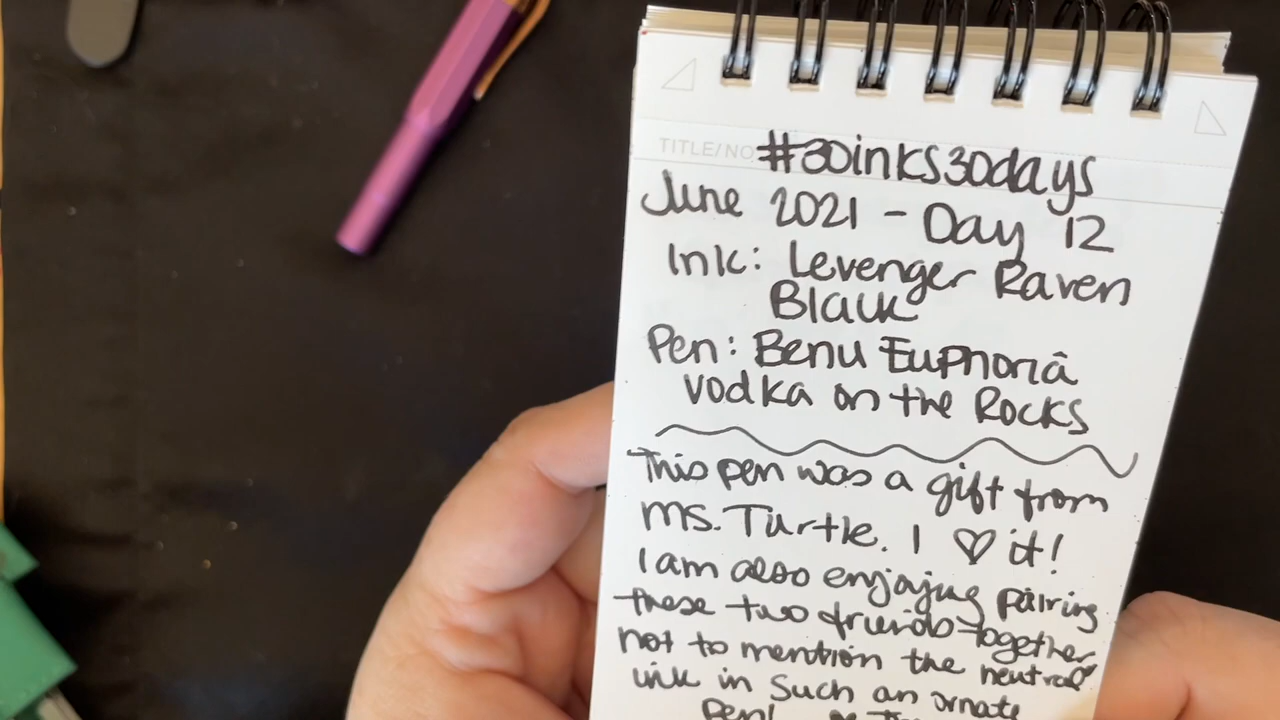 TITLE/NO
#30inks30days
June 2021 - Day 12
Ink: Levenger Raven
Black
Pen: Benu Euphoria
Vodka on the Rocks
This pen was a gift from
Ms. Turtle. I ♡ it!
I am also enjoying pairing
these two friends together
not to mention the neutral
ink in such an ornate
pen!